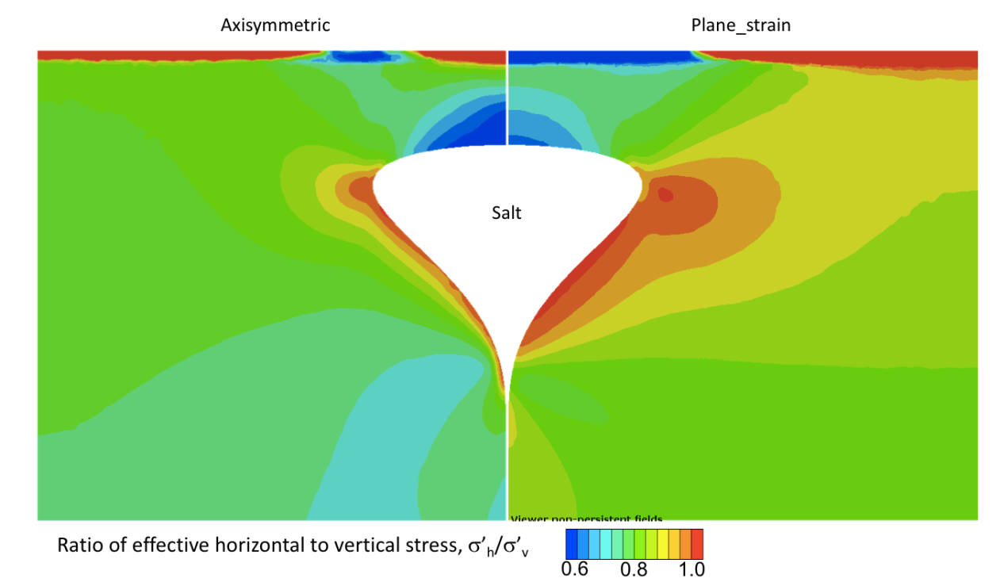 Axisymmetric
Plane_strain
Salt
Viewer non-persistent fields
Ratio of effective horizontal to vertical stress, σ’h/σ’v
0.6 0.8 1.0